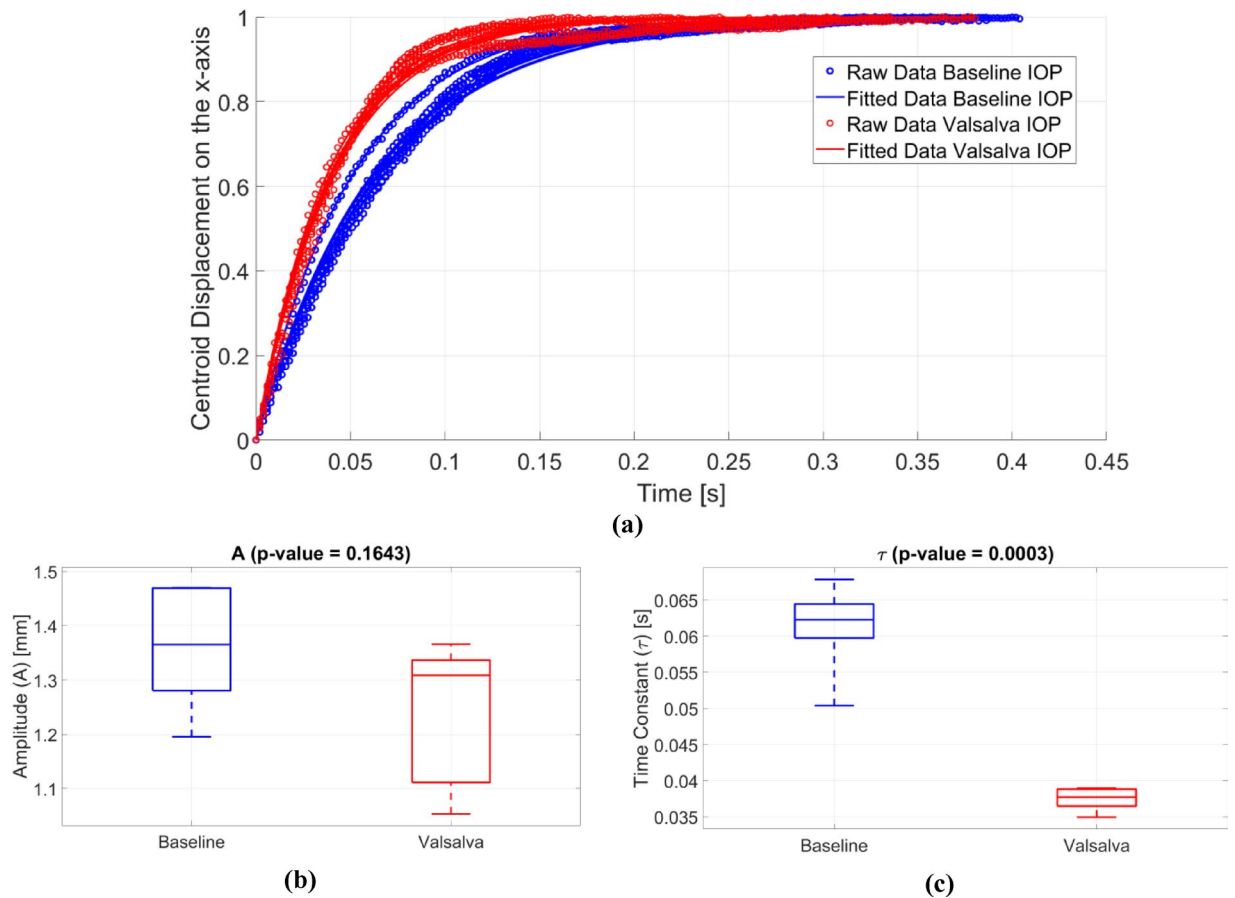 Centroid Displacement on the x-axis
1
0.8
0.6
0.4
0.2
0
Raw Data Baseline IOP
Fitted Data Baseline IOP
Raw Data Valsalva IOP
Fitted Data Valsalva IOP
0 0.05 0.1 0.15 0.2 0.25 0.3 0.35 0.4 0.45
Time [s]
(a)
A (p-value = 0.1643)
Amplitude (A) [mm]
1.5
1.4
1.3
1.2
1.1
Baseline Valsalva
(b)
τ (p-value = 0.0003)
Time Constant (τ) [s]
0.065
0.06
0.055
0.05
0.045
0.04
0.035
Baseline Valsalva
(c)